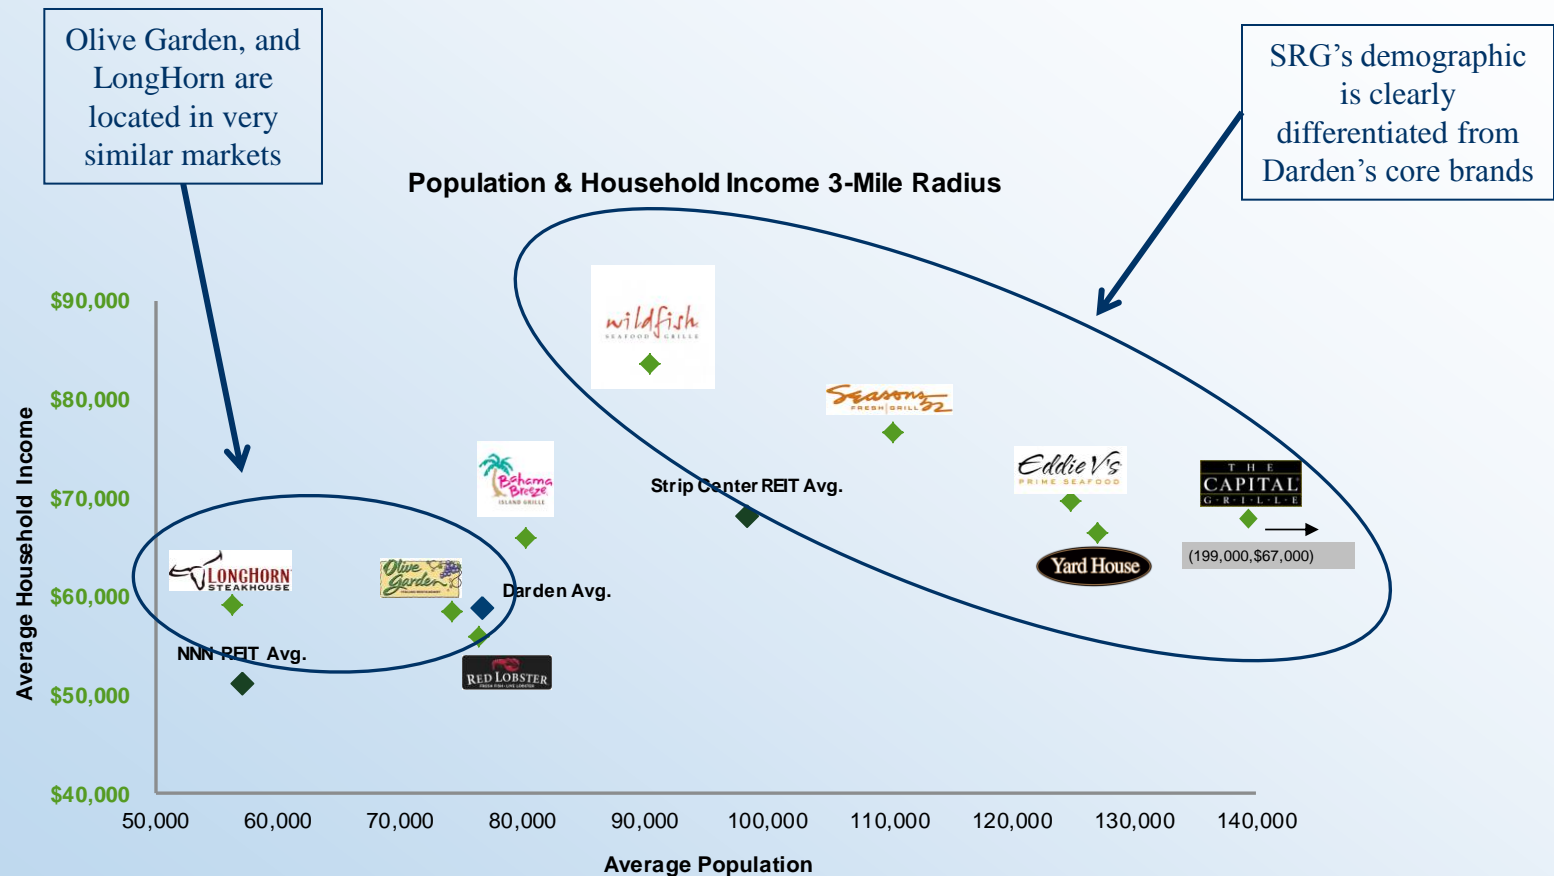 Olive Garden, and
LongHorn are
located in very
similar markets
SRG’s demographic
is clearly
differentiated from
Darden’s core brands
Population & Household Income 3-Mile Radius
Average Household Income
$90,000
$80,000
$70,000
$60,000
$50,000
$40,000
wildfish
SEAFOOD GRILLE
Seasons 52
FRESH GRILL
Bahama
Breeze
ISLAND GRILLE
Strip Center REIT Avg.
Eddie V's
PRIME SEAFOOD
THE
CAPITAL
GRILLE
(199,000,$67,000)
Yard House
LONGHORN
STEAKHOUSE
Olive
Garden
Darden Avg.
NNN REIT Avg.
RED LOBSTER
FRESH FISH • LIVE LOBSTER
50,000 60,000 70,000 80,000 90,000 100,000 110,000 120,000 130,000 140,000
Average Population